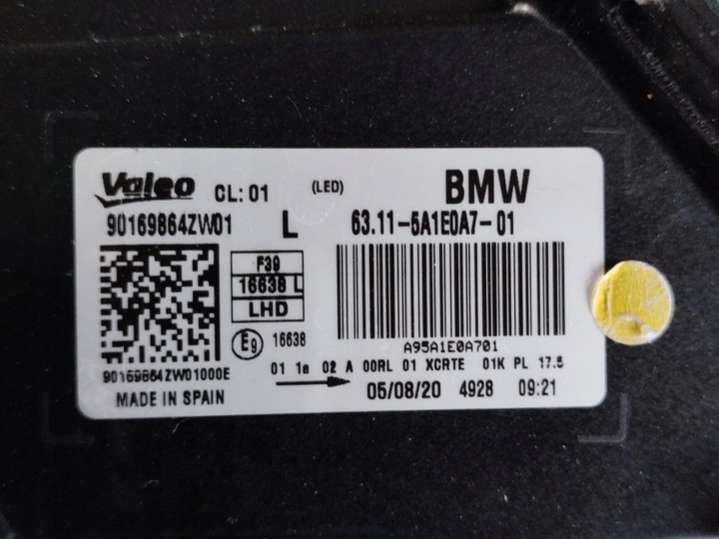 Valeo CL: 01 (LED) BMW
90169864ZW01 L 63.11-5A1E0A7-01
F39
16638 L
LHD
E9 16638
A95A1E0A701
90169864ZW01000E
01 1a 02 A 00RL 01 XCRTE 01K PL 17.5
MADE IN SPAIN 05/08/20 4928 09:21